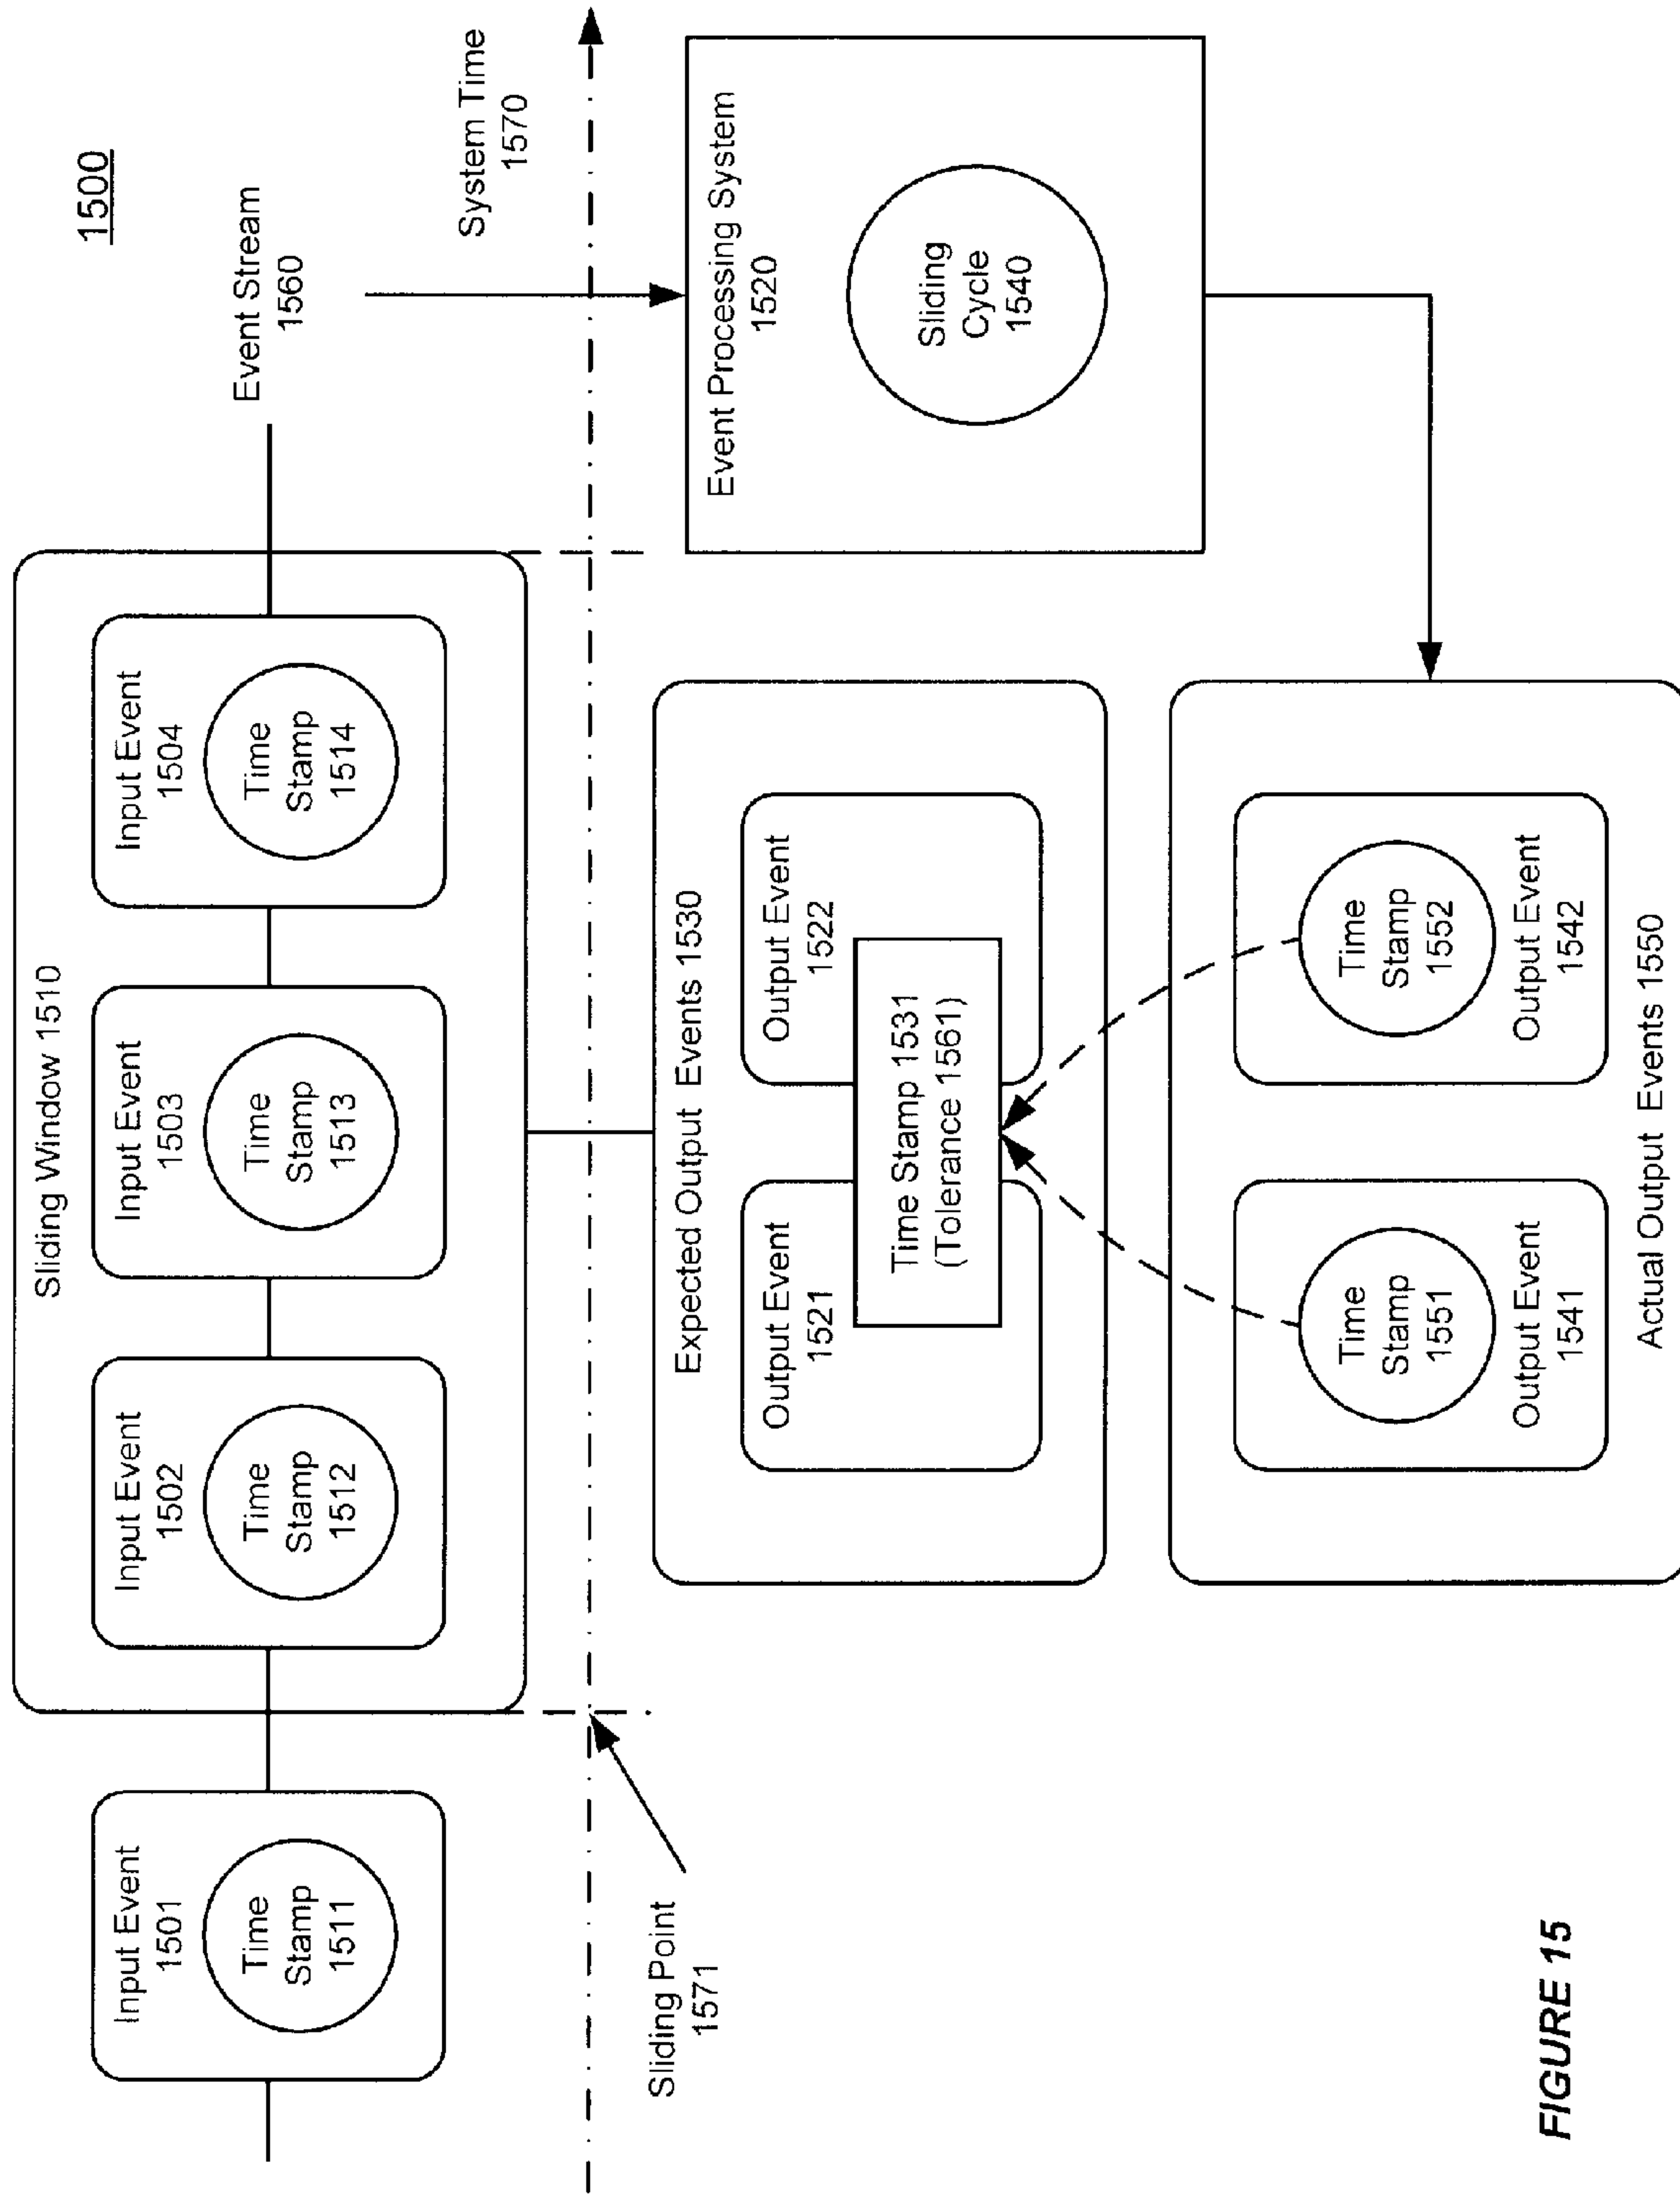 1500
Sliding Window 1510
Input Event
1501
Time
Stamp
1511
Input Event
1502
Time
Stamp
1512
Input Event
1503
Time
Stamp
1513
Input Event
1504
Time
Stamp
1514
Event Stream
1560
System Time
1570
Sliding Point
1571
Expected Output Events 1530
Output Event
1521
Output Event
1522
Time Stamp 1531
(Tolerance 1561)
Event Processing System
1520
Sliding
Cycle
1540
Time
Stamp
1551
Output Event
1541
Time
Stamp
1552
Output Event
1542
Actual Output Events 1550
FIGURE 15